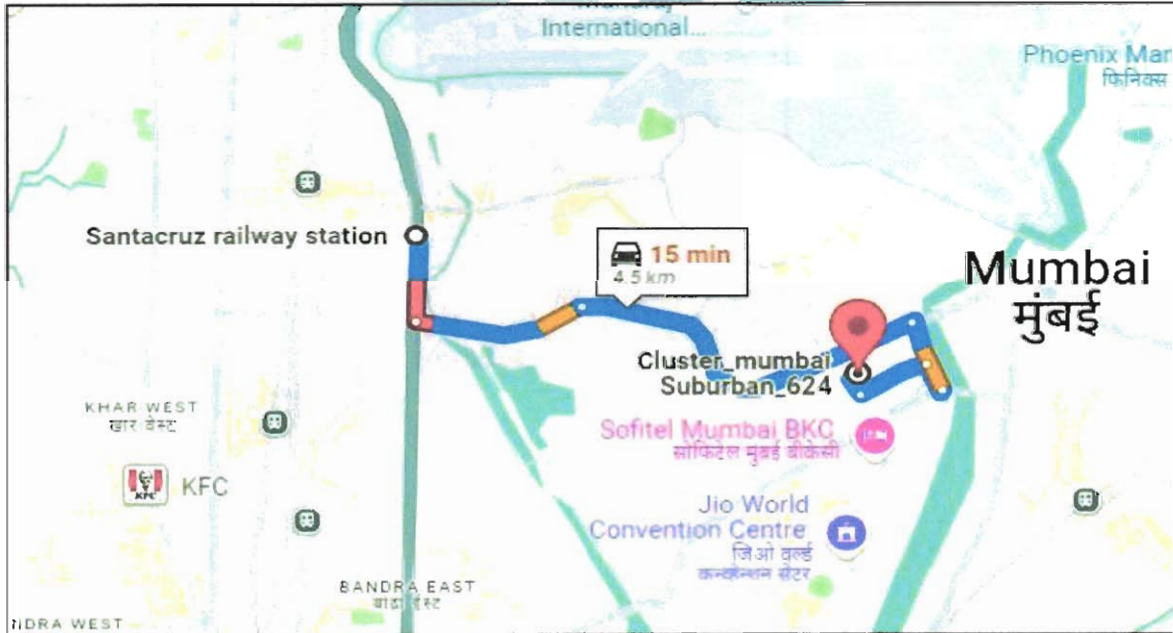 International...
Phoenix Mar
फिनिक्स
Santacruz railway station
15 min
4.5 km
Mumbai
मुंबई
Cluster_mumbai
Suburban_624
KHAR WEST
खार वेस्ट
Sofitel Mumbai BKC
सोफिटेल मुंबई बीकेसी
KFC
KFC
Jio World
Convention Centre
जिओ वर्ल्ड
कन्व्हेन्शन सेंटर
BANDRA EAST
NDRA WEST